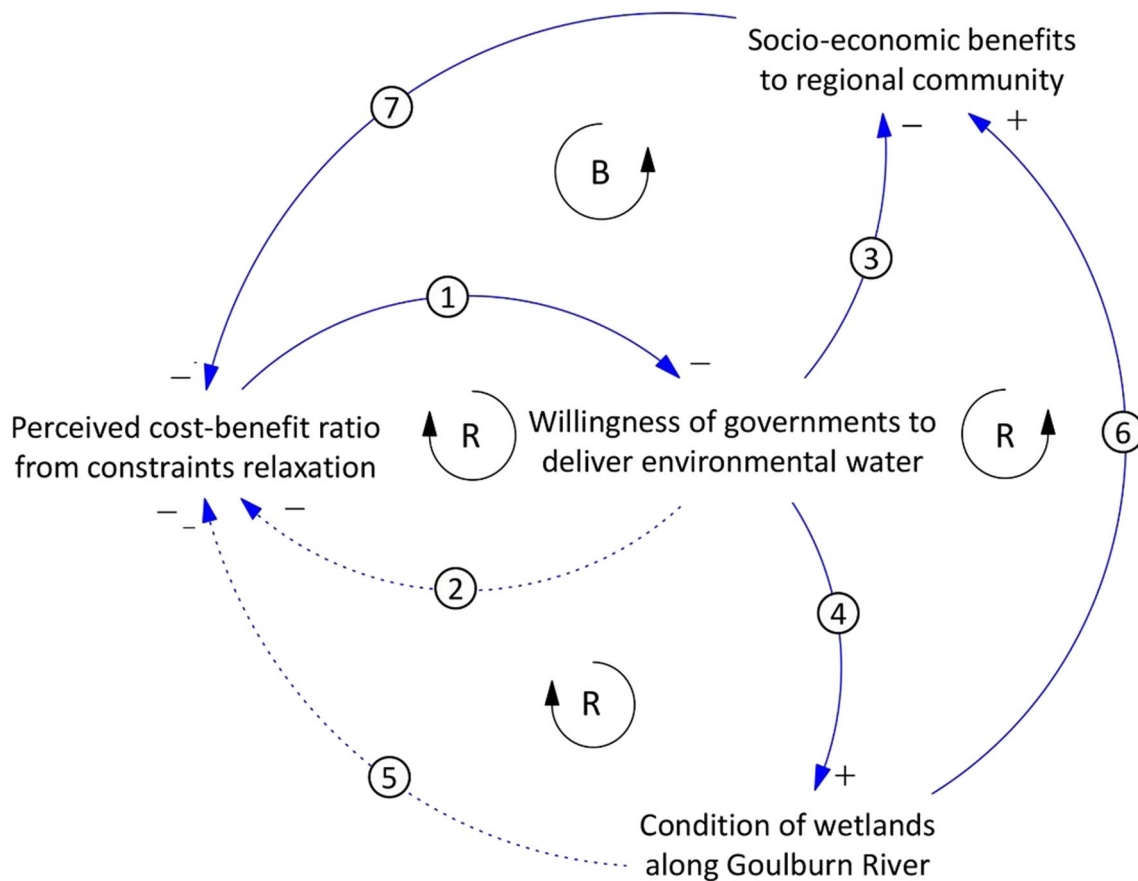 Socio-economic benefits
to regional community
7
B
−
+
3
1
−
−
Perceived cost-benefit ratio
from constraints relaxation
R
Willingness of governments to
deliver environmental water
R
6
− −
−
2
4
R
5
+
Condition of wetlands
along Goulburn River